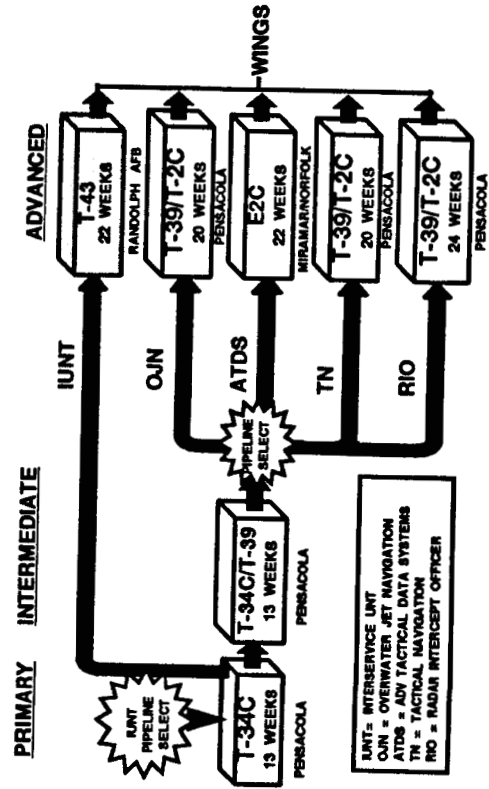 PRIMARY
INTERMEDIATE
ADVANCED
IUNT
PIPELINE
SELECT
T-34C
13 WEEKS
PENSACOLA
T-34C/T-39
13 WEEKS
PENSACOLA
PIPELINE
SELECT
IUNT
T-43
22 WEEKS
RANDOLPH AFB
OJN
T-39/T-2C
20 WEEKS
PENSACOLA
ATDS
E2C
22 WEEKS
MIRAMAR/NORFOLK
TN
T-39/T-2C
20 WEEKS
PENSACOLA
RIO
T-39/T-2C
24 WEEKS
PENSACOLA
WINGS
IUNT= INTERSERVICE UNT
OJN = OVERWATER JET NAVIGATION
ATDS = ADV TACTICAL DATA SYSTEMS
TN = TACTICAL NAVIGATION
RIO = RADAR INTERCEPT OFFICER